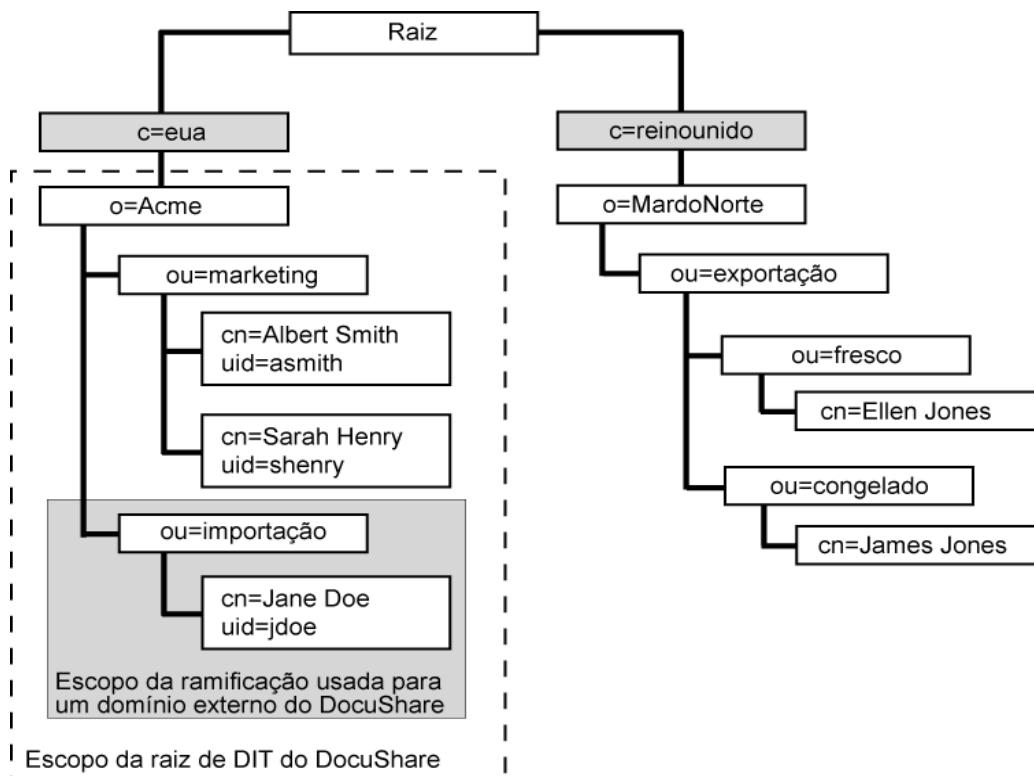 Raiz
c=eua
o=Acme
ou=marketing
cn=Albert Smith
uid=asmith
cn=Sarah Henry
uid=shenry
ou=importação
cn=Jane Doe
uid=jdoe
Escopo da ramificação usada para
um domínio externo do DocuShare
Escopo da raiz de DIT do DocuShare
c=reinounido
o=MardoNorte
ou=exportação
ou=fresco
cn=Ellen Jones
ou=congelado
cn=James Jones